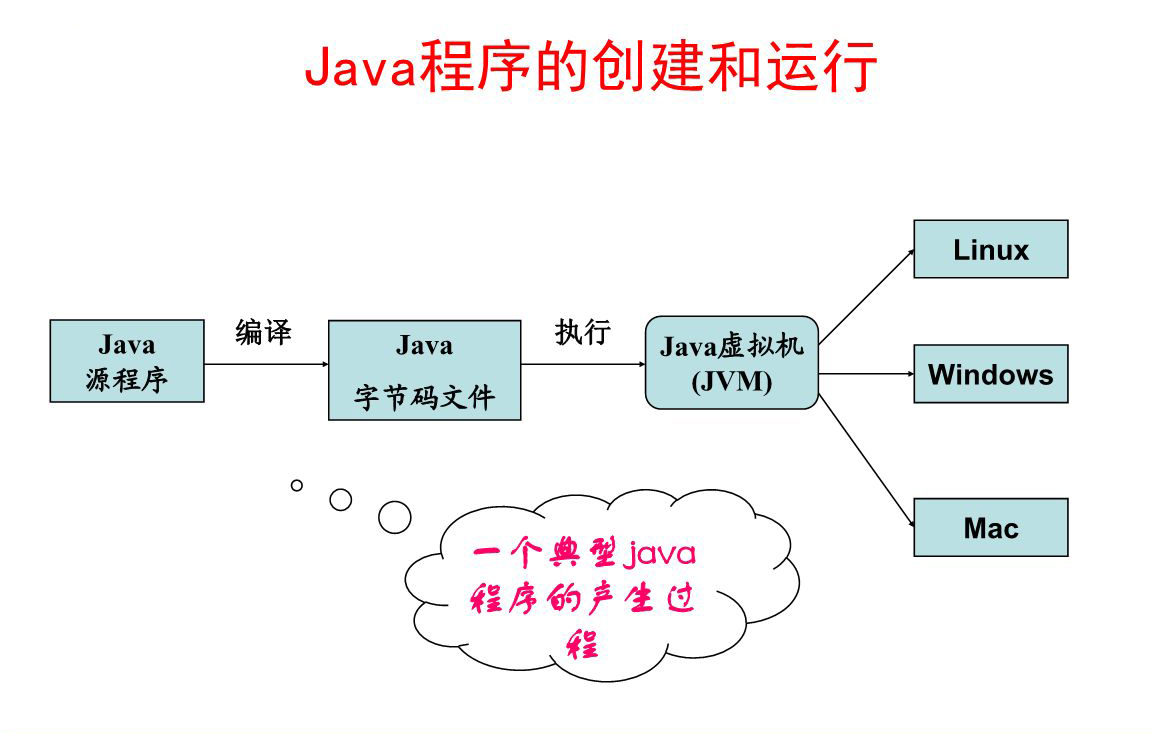 Java程序的创建和运行
Java
源程序
编译
Java
字节码文件
执行
Java虚拟机
(JVM)
Linux
Windows
Mac
一个典型java
程序的产生过
程